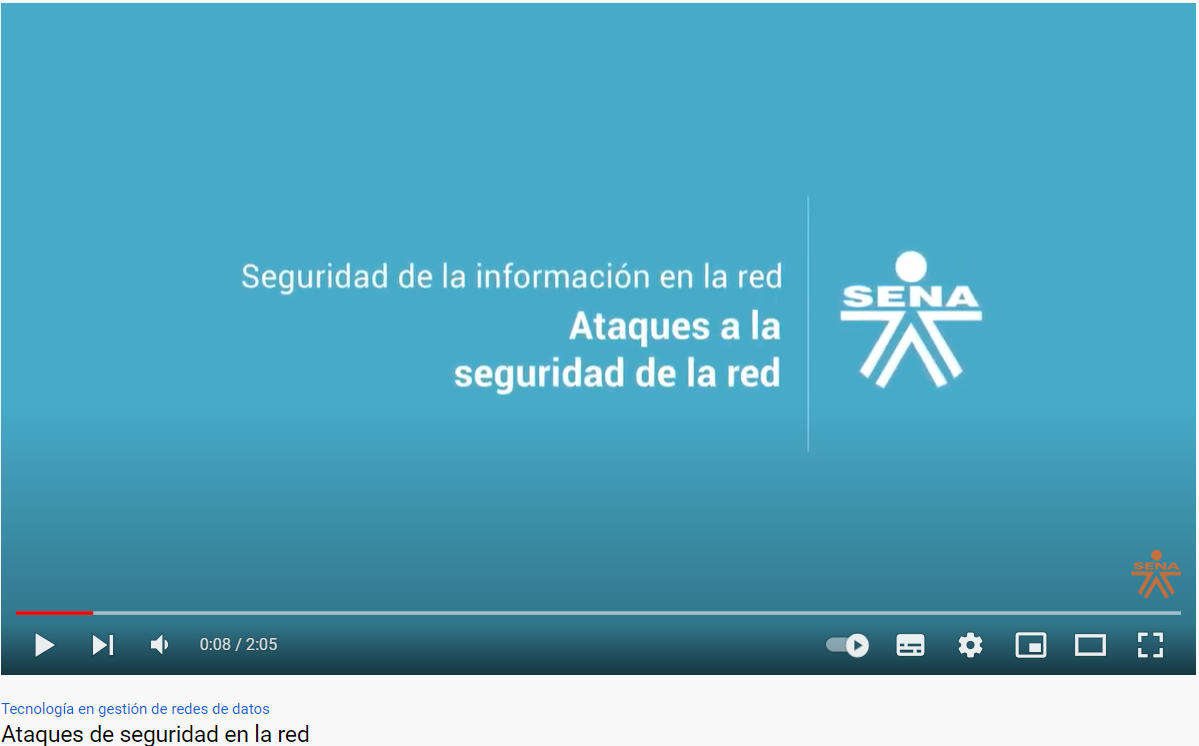 Seguridad de la información en la red
Ataques a la
seguridad de la red
SENA
SENA
0:08 / 2:05
Tecnología en gestión de redes de datos
Ataques de seguridad en la red